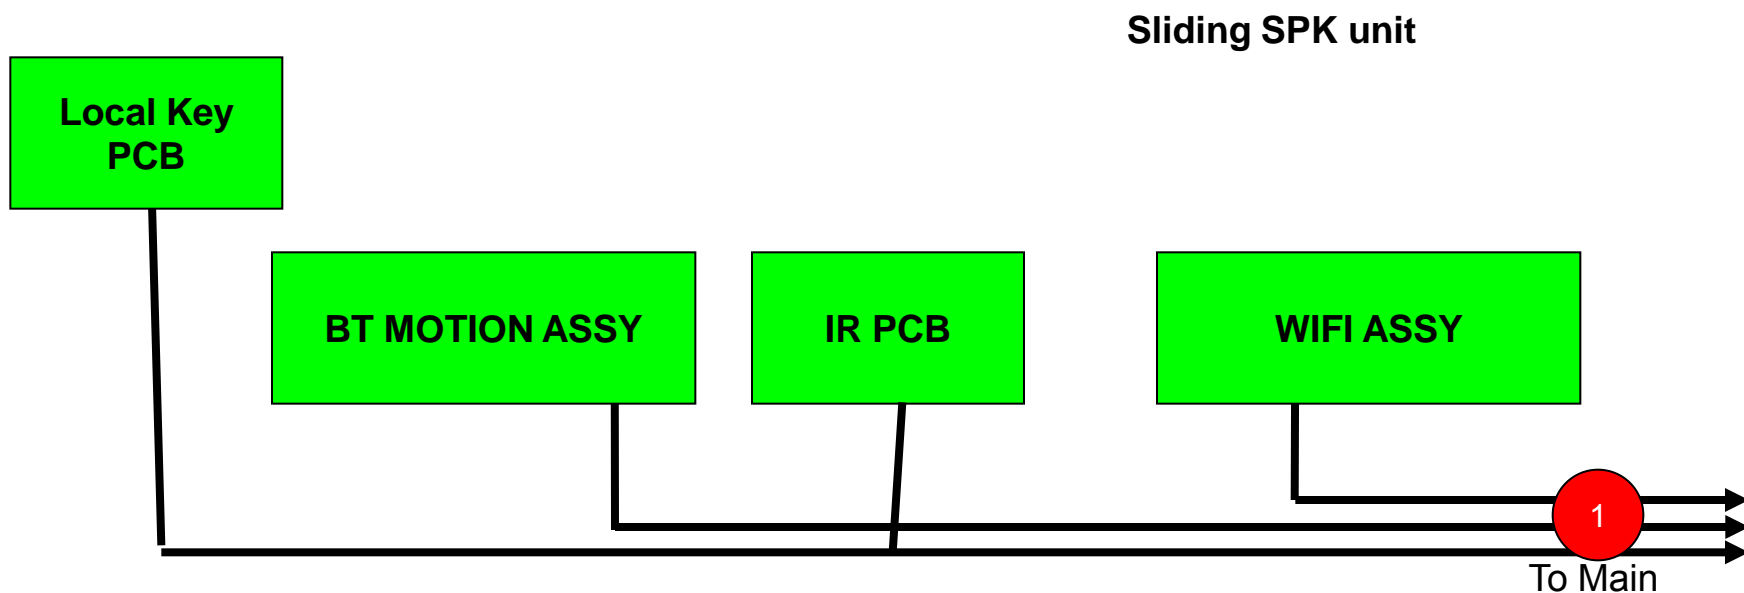 Sliding SPK unit
Local Key
PCB
BT MOTION ASSY
IR PCB
WIFI ASSY
1
To Main